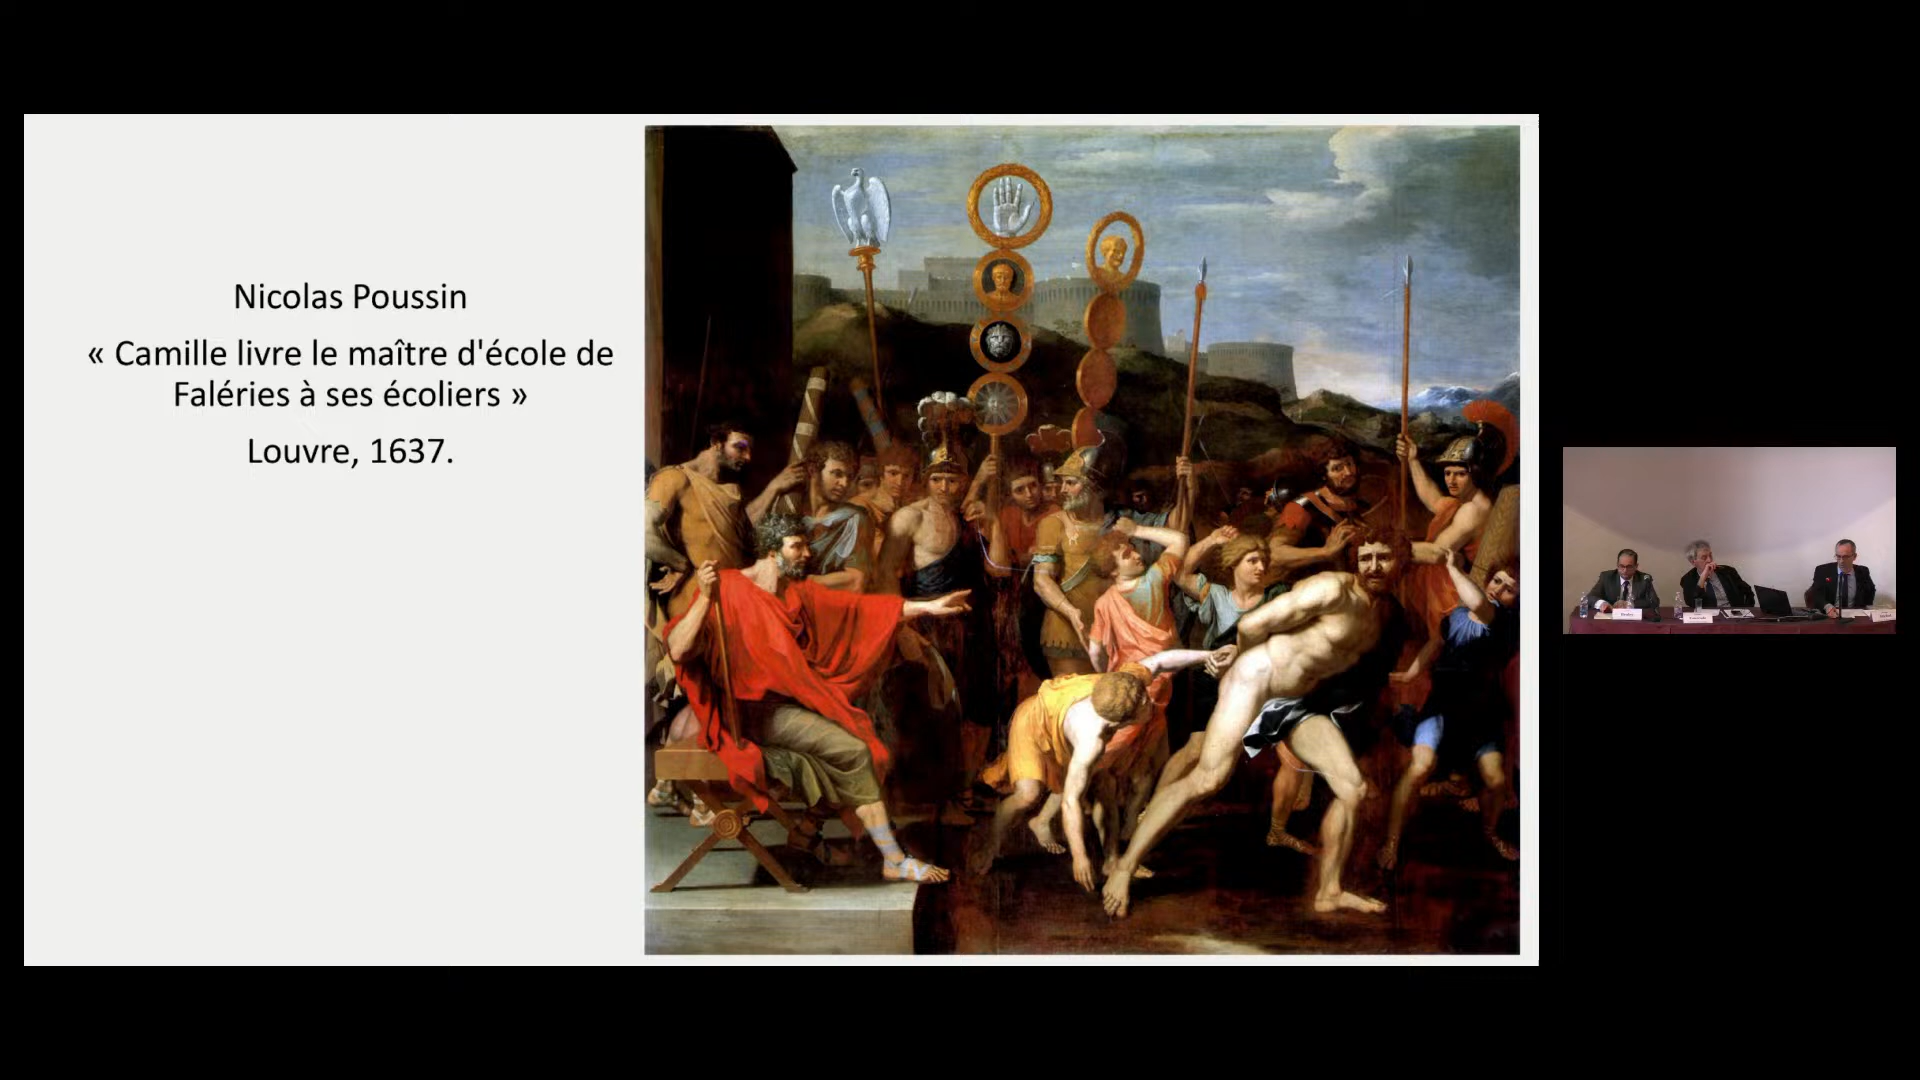 Nicolas Poussin
« Camille livre le maître d'école de
Faléries à ses écoliers »
Louvre, 1637.